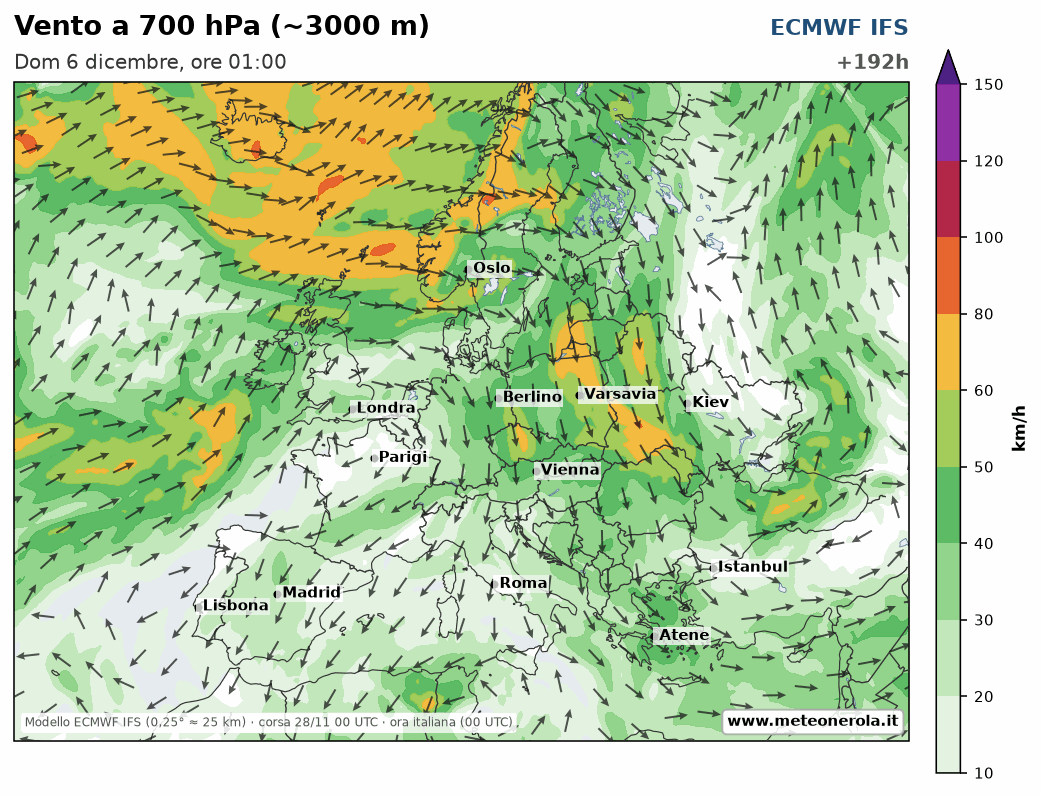 Vento a 700 hPa (~3000 m)
ECMWF IFS
Dom 6 dicembre, ore 01:00
+192h
150
120
100
80
60
50
40
30
20
10
km/h
Oslo
Berlino
Varsavia
Kiev
Londra
Parigi
Vienna
Istanbul
Roma
Madrid
Lisbona
Atene
Modello ECMWF IFS (0,25° ≈ 25 km) · corsa 28/11 00 UTC · ora italiana (00 UTC)
www.meteonerola.it